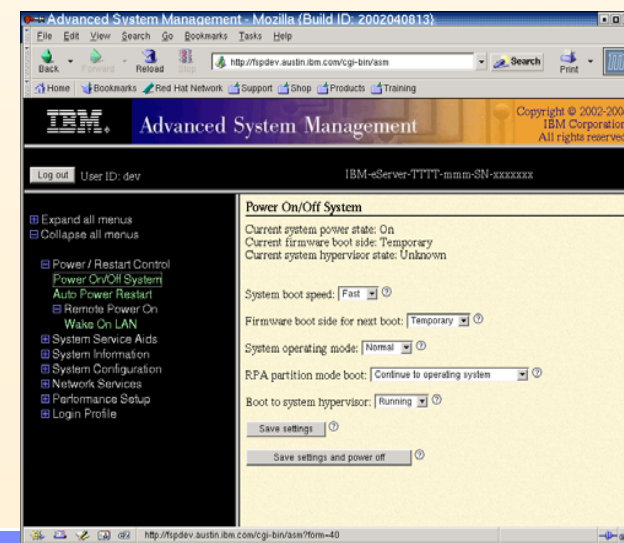 Advanced System Management - Mozilla {Build ID: 2002040813}
File Edit View Search Go Bookmarks Tasks Help
Back Forward Reload Stop http://fspdev.austin.ibm.com/cgi-bin/asm Search Print
Home Bookmarks Red Hat Network Support Shop Products Training
IBM. Advanced System Management
Copyright © 2002-200
IBM Corporation
All rights reserved
Log out User ID: dev IBM-eServer-TTTT-mmm-SN-xxxxxxx
Expand all menus
Collapse all menus
Power / Restart Control
Power On/Off System
Auto Power Restart
Remote Power On
Wake On LAN
System Service Aids
System Information
System Configuration
Network Services
Performance Setup
Login Profile
Power On/Off System
Current system power state: On
Current firmware boot side: Temporary
Current system hypervisor state: Unknown
System boot speed: Fast
Firmware boot side for next boot: Temporary
System operating mode: Normal
RPA partition mode boot: Continue to operating system
Boot to system hypervisor: Running
Save settings
Save settings and power off
http://fspdev.austin.ibm.com/cgi-bin/asm?form=40